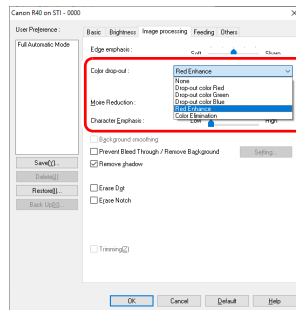 Canon R40 on STI - 0000
User Preference :
Full Automatic Mode
Save(Y)...
Delete(J)
Restore(I)...
Back Up(X)...
Basic Brightness Image processing Feeding Others
Edge emphasis :
Soft Sharp
Color drop-out : Red Enhance
None
Drop-out color Red
Drop-out color Green
Drop-out color Blue
Red Enhance
Color Elimination
Moire Reduction :
Character Emphasis :
Low High
Background smoothing
Prevent Bleed Through / Remove Background Setting...
Remove shadow
Erase Dot
Erase Notch
Trimming(Z)
OK Cancel Default Help